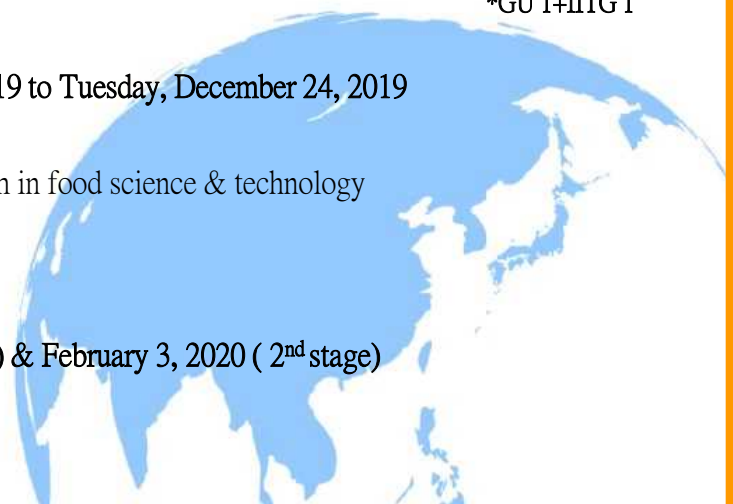 19 to Tuesday, December 24, 2019
in food science & technology
) & February 3, 2020 ( 2nd stage)